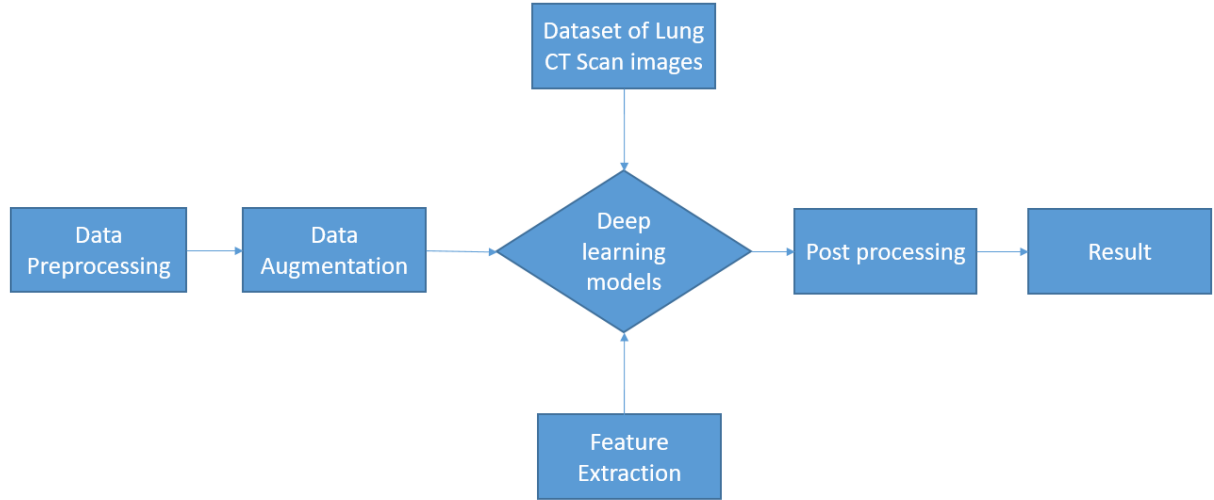 Dataset of Lung
CT Scan images
Data
Preprocessing
Data
Augmentation
Deep
learning
models
Post processing
Result
Feature
Extraction